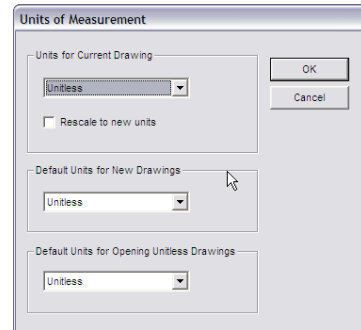 Units of Measurement
Units for Current Drawing
Unitless
Rescale to new units
OK
Cancel
Default Units for New Drawings
Unitless
Default Units for Opening Unitless Drawings
Unitless